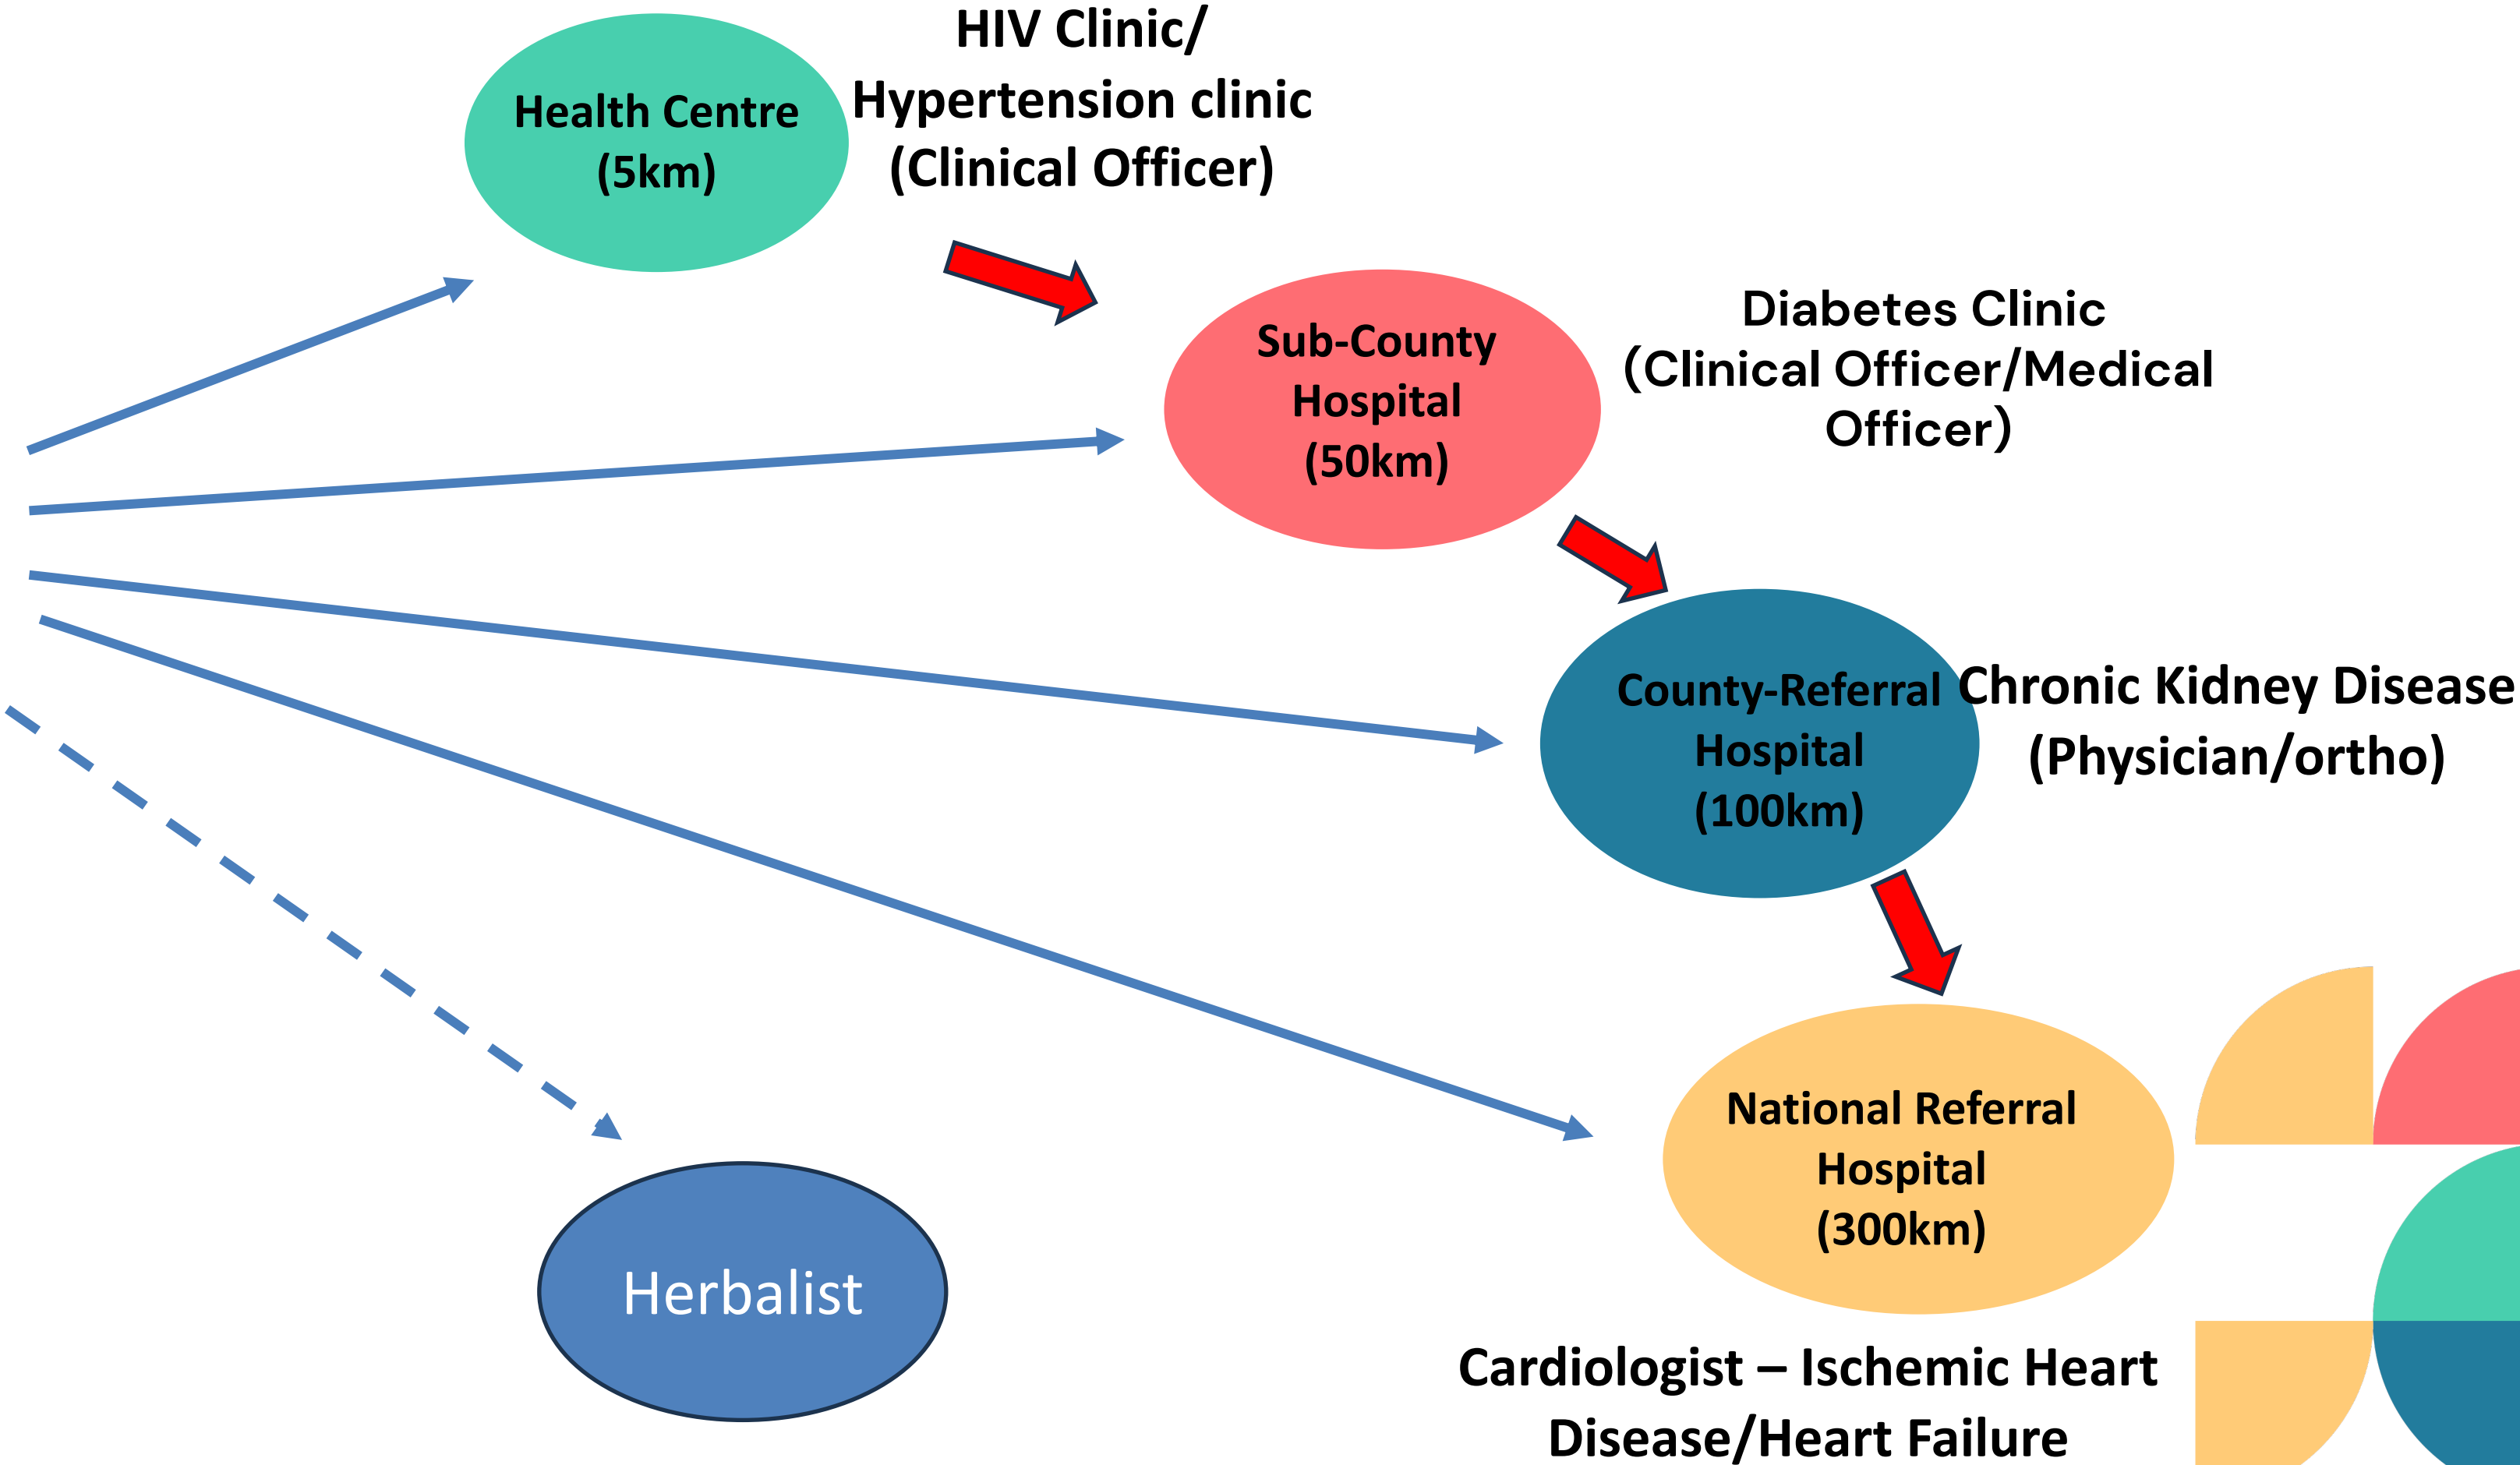 HIV Clinic/
Hypertension clinic
(Clinical Officer)
Health Centre
(5km)
Sub-County
Hospital
(50km)
Diabetes Clinic
(Clinical Officer/Medical
Officer)
County-Referral
Hospital
(100km)
Chronic Kidney Disease
(Physician/ortho)
National Referral
Hospital
(300km)
Herbalist
Cardiologist – Ischemic Heart
Disease/Heart Failure